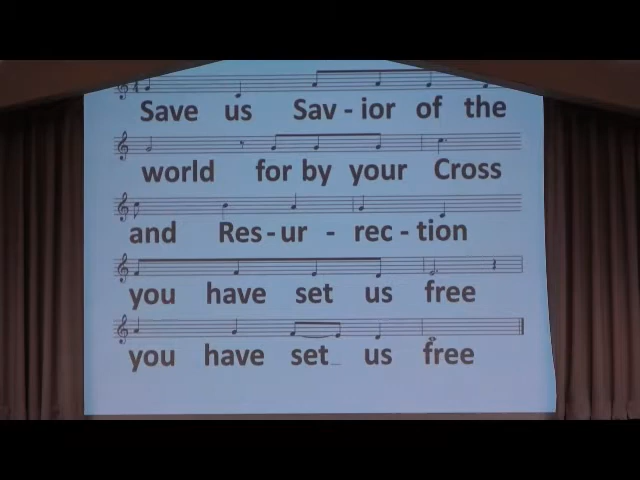 Save us Sav - ior of the
world for by your Cross
and Res - ur - rec - tion
you have set us free
you have set_ us free